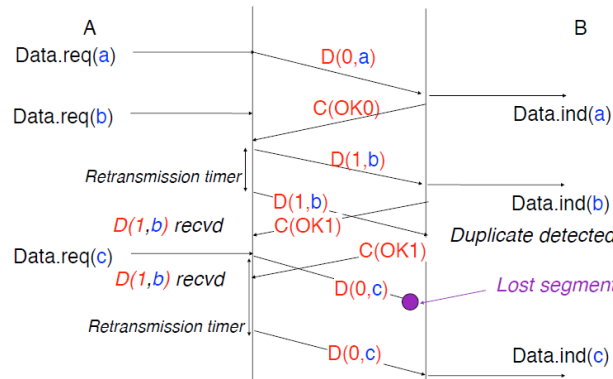 A
B
Data.req(a)
D(0,a)
Data.req(b)
C(OK0)
Data.ind(a)
Retransmission timer
D(1,b)
D(1,b)
Data.ind(b)
D(1,b) recvd
C(OK1)
Duplicate detected
Data.req(c)
C(OK1)
D(1,b) recvd
D(0,c)
Lost segment
Retransmission timer
D(0,c)
Data.ind(c)